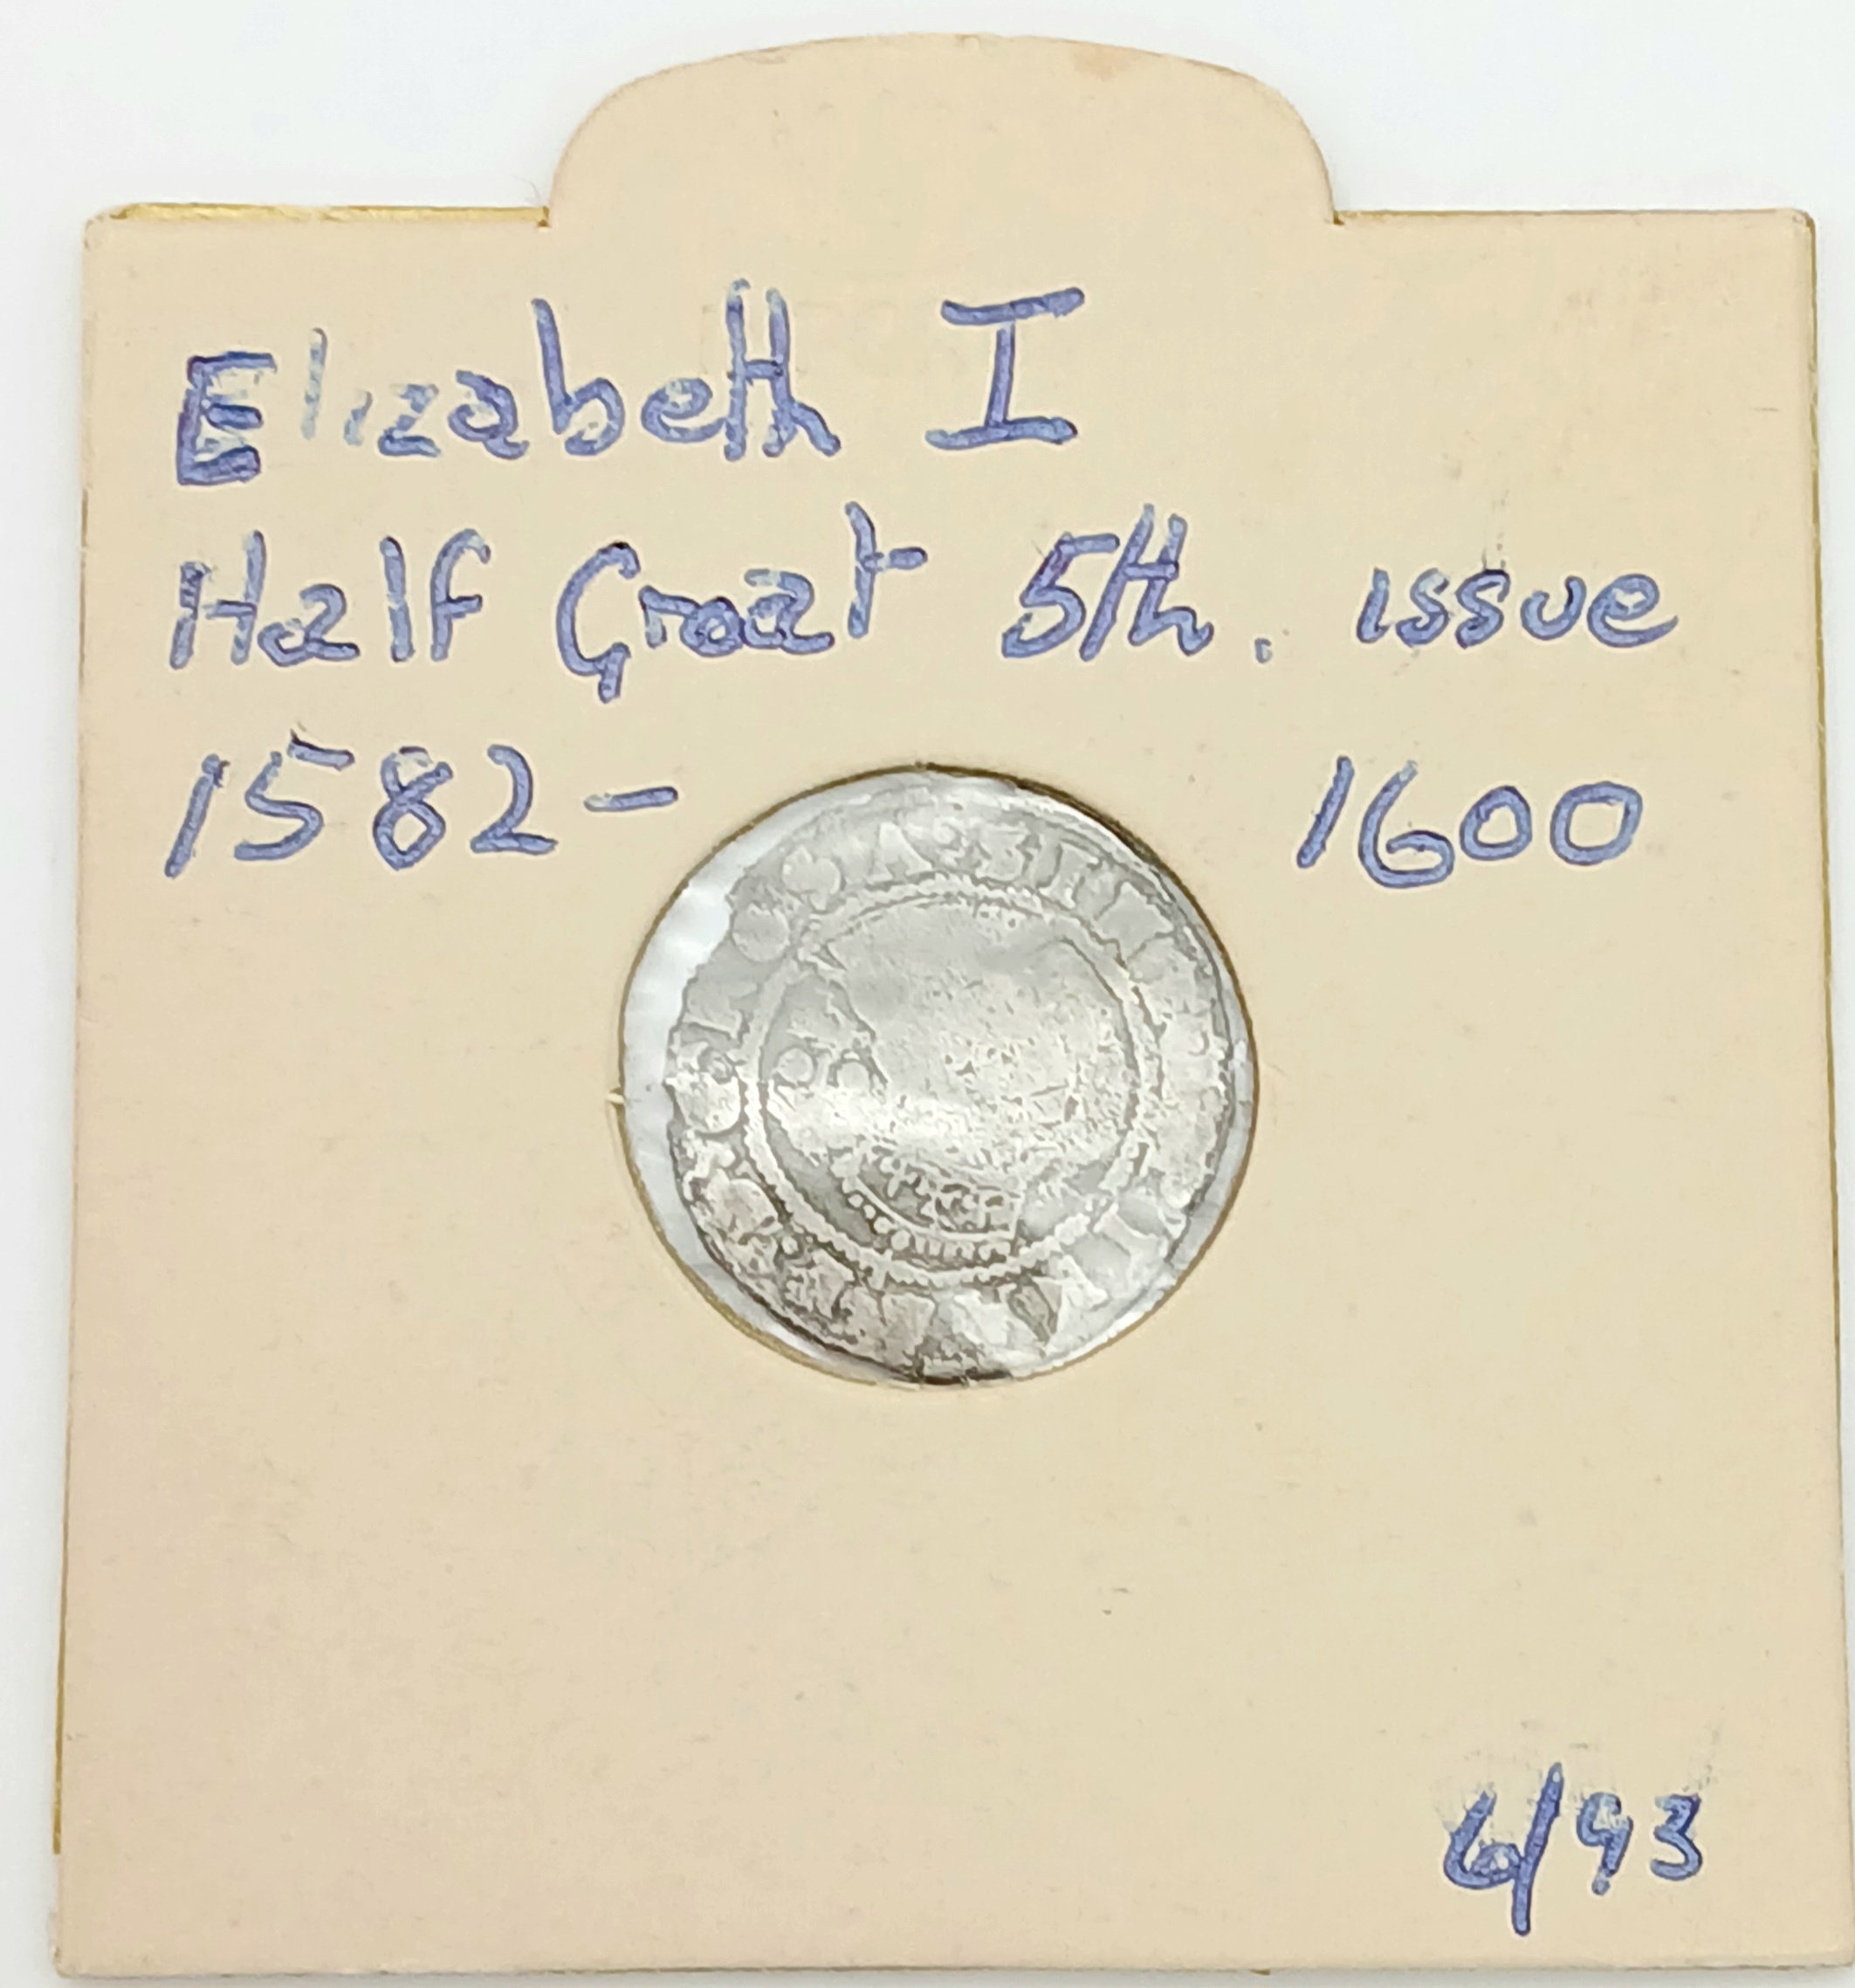 Elizabeth I
Half Groat 5th. issue
1582- 1600
6/93